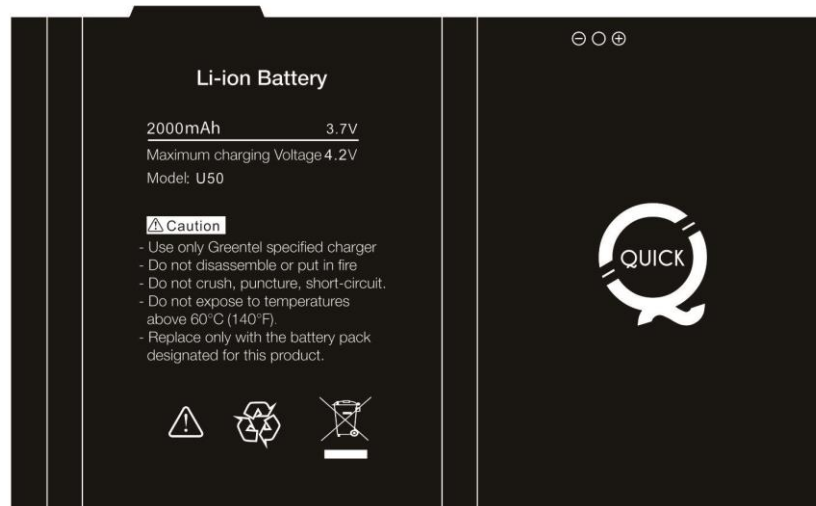 Li-ion Battery
2000mAh 3.7V
Maximum charging Voltage 4.2V
Model: U50
Caution
- Use only Greentel specified charger
- Do not disassemble or put in fire
- Do not crush, puncture, short-circuit.
- Do not expose to temperatures
above 60°C (140°F).
- Replace only with the battery pack
designated for this product.
QUICK